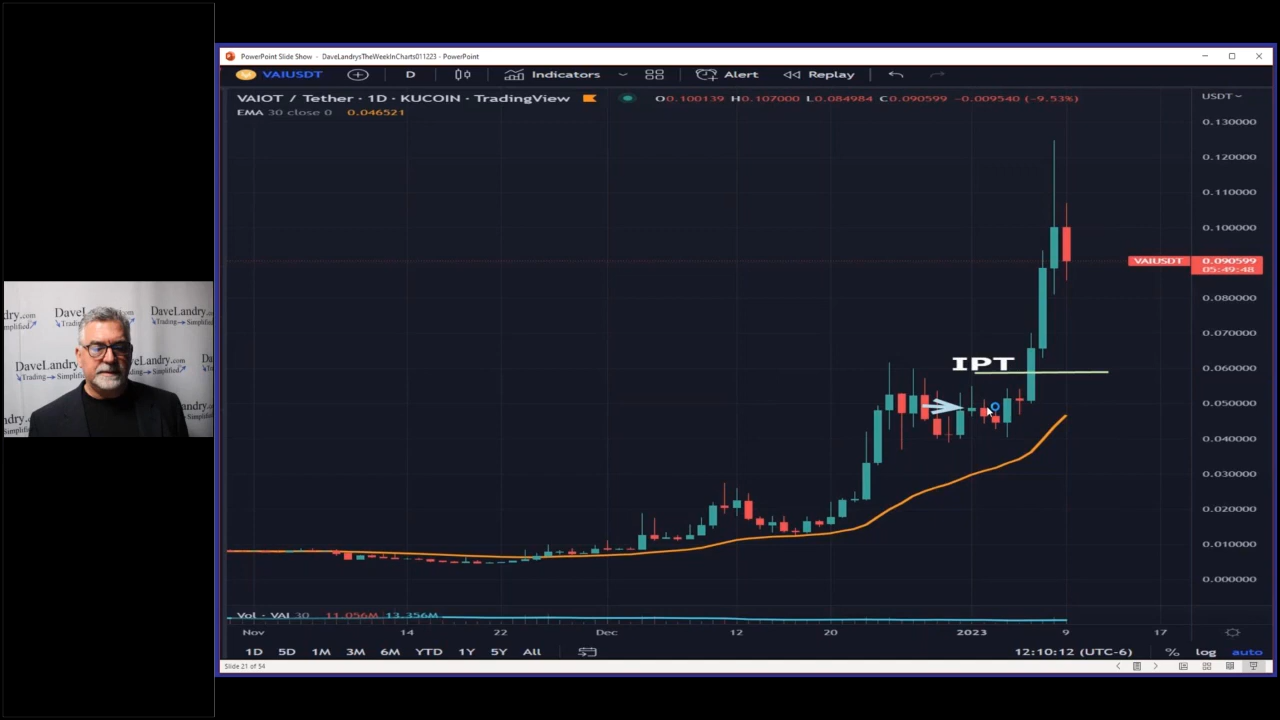 PowerPoint Slide Show - DaveLandrysTheWeekInCharts011223 - PowerPoint
VAIUSDT D Indicators Alert Replay
VAIOT / Tether · 1D · KUCOIN · TradingView O0.100139 H0.107000 L0.084984 C0.090599 -0.009540 (-9.53%) USDT
EMA 30 close 0 0.046521
0.130000
0.120000
0.110000
0.100000
VAIUSDT 0.090599
05:49:48
0.080000
0.070000
IPT
0.060000
0.050000
0.040000
0.030000
0.020000
0.010000
0.000000
Vol · VAI 30 11.056M 13.356M
Nov 14 22 Dec 12 20 2023 9 17
1D 5D 1M 3M 6M YTD 1Y 5Y All 12:10:12 (UTC-6) % log auto
Slide 21 of 54
DaveLandry.com
Trading Simplified